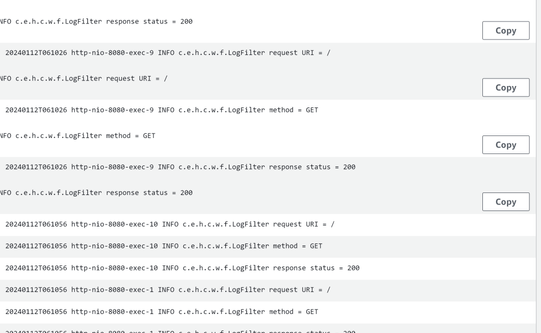 NFO c.e.h.c.w.f.LogFilter response status = 200
Copy
20240112T061026 http-nio-8080-exec-9 INFO c.e.h.c.w.f.LogFilter request URI = /
NFO c.e.h.c.w.f.LogFilter request URI = /
Copy
20240112T061026 http-nio-8080-exec-9 INFO c.e.h.c.w.f.LogFilter method = GET
NFO c.e.h.c.w.f.LogFilter method = GET
Copy
20240112T061026 http-nio-8080-exec-9 INFO c.e.h.c.w.f.LogFilter response status = 200
NFO c.e.h.c.w.f.LogFilter response status = 200
Copy
20240112T061056 http-nio-8080-exec-10 INFO c.e.h.c.w.f.LogFilter request URI = /
20240112T061056 http-nio-8080-exec-10 INFO c.e.h.c.w.f.LogFilter method = GET
20240112T061056 http-nio-8080-exec-10 INFO c.e.h.c.w.f.LogFilter response status = 200
20240112T061056 http-nio-8080-exec-1 INFO c.e.h.c.w.f.LogFilter request URI = /
20240112T061056 http-nio-8080-exec-1 INFO c.e.h.c.w.f.LogFilter method = GET